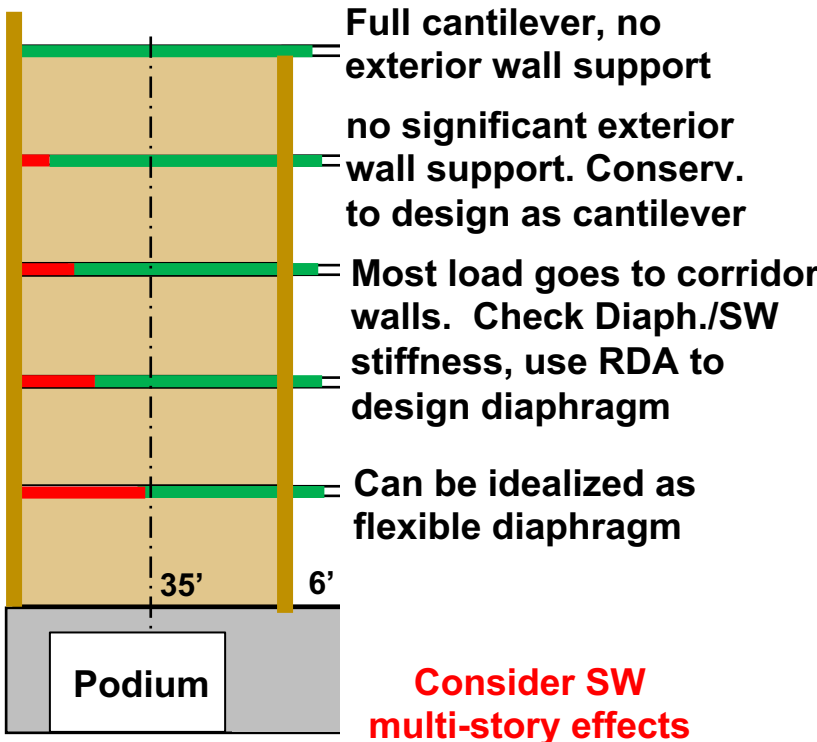 Full cantilever, no
exterior wall support
no significant exterior
wall support. Conserv.
to design as cantilever
Most load goes to corridor
walls.  Check Diaph./SW
stiffness, use RDA to
design diaphragm
Can be idealized as
flexible diaphragm
35’ 6’
Podium
Consider SW
multi-story effects